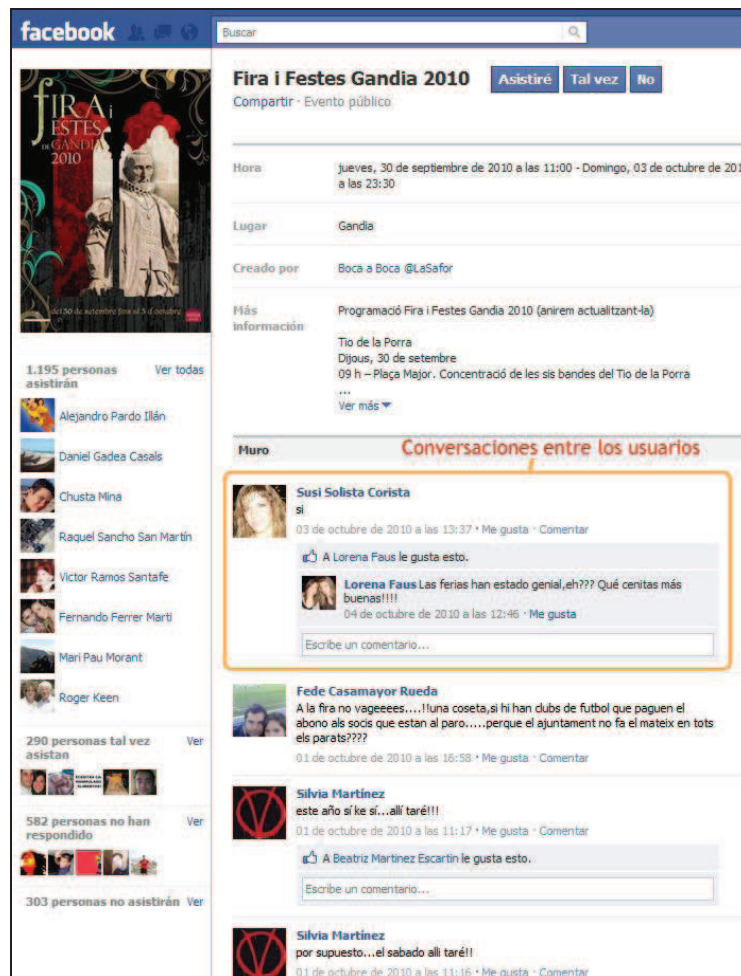 facebook
Buscar
FIRA i
FESTES
DE GANDIA
2010
del 30 de setembre fins al 3 d'octubre
Fira i Festes Gandia 2010
Asistiré Tal vez No
Compartir · Evento público
Hora
jueves, 30 de septiembre de 2010 a las 11:00 - Domingo, 03 de octubre de 201
a las 23:30
Lugar
Gandia
Creado por
Boca a Boca @LaSafor
Más
información
Programació Fira i Festes Gandia 2010 (anirem actualitzant-la)
Tio de la Porra
Dijous, 30 de setembre
09 h – Plaça Major. Concentració de les sis bandes del Tio de la Porra
...
Ver más
1.195 personas
asistirán
Ver todas
Alejandro Pardo Illán
Daniel Gadea Casals
Chusta Mina
Raquel Sancho San Martín
Victor Ramos Santafe
Fernando Ferrer Marti
Mari Pau Morant
Roger Keen
290 personas tal vez
asistan
Ver
582 personas no han
respondido
Ver
303 personas no asistirán Ver
Muro
Conversaciones entre los usuarios
Susi Solista Corista
si
03 de octubre de 2010 a las 13:37 · Me gusta · Comentar
A Lorena Faus le gusta esto.
Lorena Faus Las ferias han estado genial,eh??? Qué cenitas más
buenas!!!!
04 de octubre de 2010 a las 12:46 · Me gusta
Escribe un comentario...
Fede Casamayor Rueda
A la fira no vageeees....!!una coseta,si hi han clubs de futbol que paguen el
abono als socis que estan al paro.....perque el ajuntament no fa el mateix en tots
els parats????
01 de octubre de 2010 a las 16:58 · Me gusta · Comentar
Silvia Martínez
este año sí ke sí...allí taré!!!
01 de octubre de 2010 a las 11:17 · Me gusta · Comentar
A Beatriz Martinez Escartin le gusta esto.
Escribe un comentario...
Silvia Martínez
por supuesto...el sabado alli taré!!
01 de octubre de 2010 a las 11:16 · Me gusta · Comentar